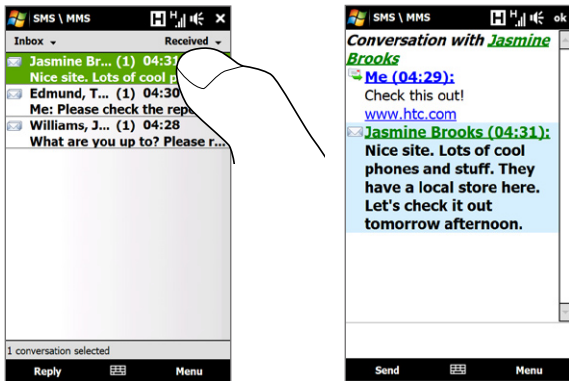 SMS \ MMS
Inbox Received
Jasmine Br... (1) 04:31
Nice site. Lots of cool
Edmund, T... (1) 04:30
Me: Please check the
Williams, J... (1) 04:28
What are you up to? Please r...
1 conversation selected
Reply Menu
SMS \ MMS ok
Conversation with Jasmine
Brooks
Me (04:29):
Check this out!
www.htc.com
Jasmine Brooks (04:31):
Nice site. Lots of cool
phones and stuff. They
have a local store here.
Let's check it out
tomorrow afternoon.
Send Menu